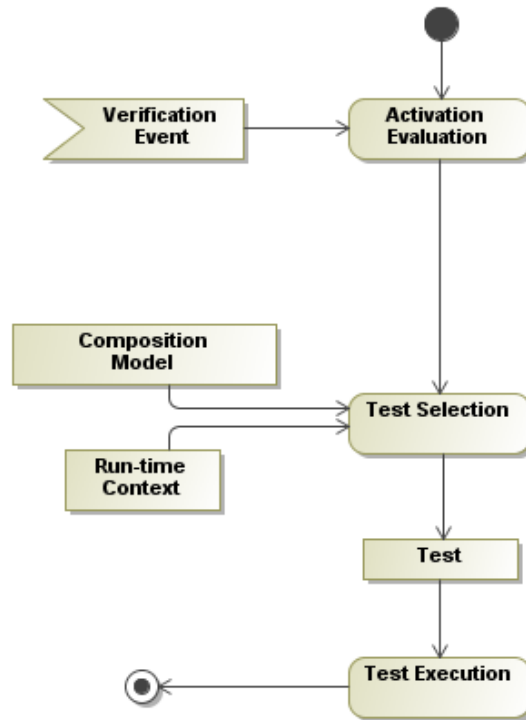 Verification
Event
Activation
Evaluation
Composition
Model
Test Selection
Run-time
Context
Test
Test Execution